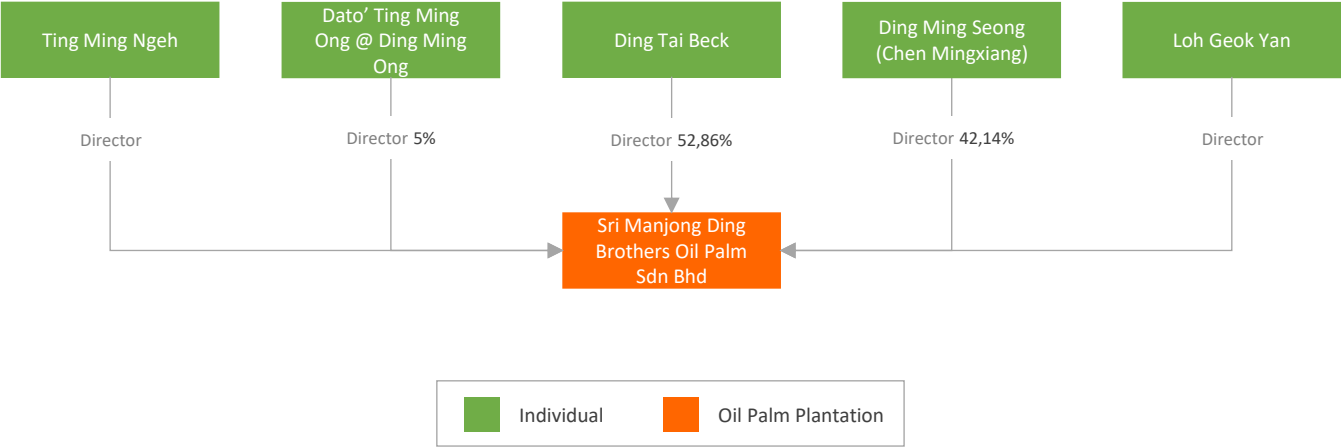 Ting Ming Ngeh
Dato’ Ting Ming
Ong @ Ding Ming
Ong
Ding Tai Beck
Ding Ming Seong
(Chen Mingxiang)
Loh Geok Yan
Director
Director 5%
Director 52,86%
Director 42,14%
Director
Sri Manjong Ding
Brothers Oil Palm
Sdn Bhd
Individual
Oil Palm Plantation